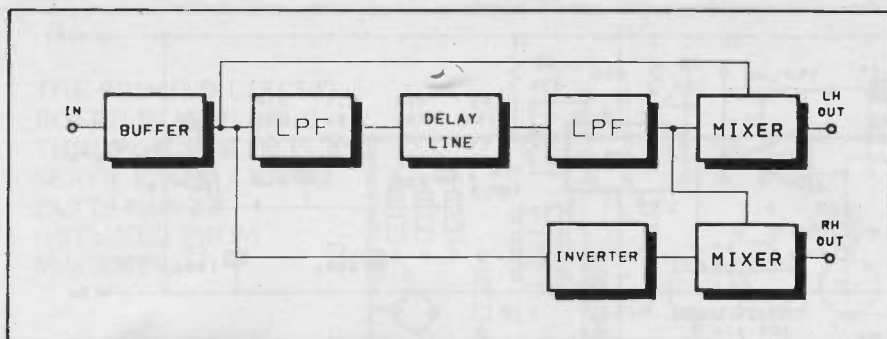 IN
BUFFER
LPF
DELAY
LINE
LPF
MIXER
LH
OUT
INVERTER
MIXER
RH
OUT